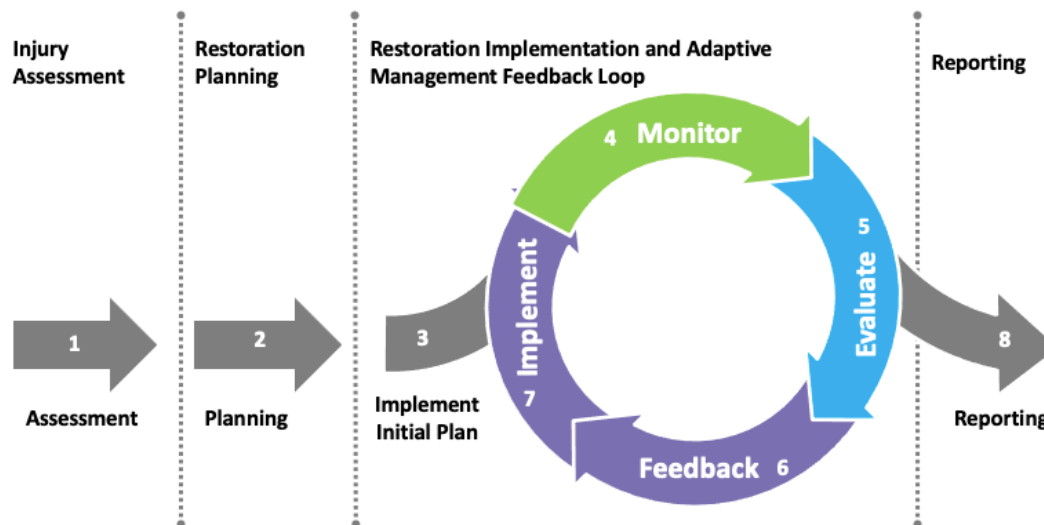 Injury
Assessment
Restoration
Planning
Restoration Implementation and Adaptive
Management Feedback Loop
Reporting
1
Assessment
2
Planning
3
Implement
Initial Plan
4 Monitor
5
Evaluate
Feedback 6
7
Implement
8
Reporting